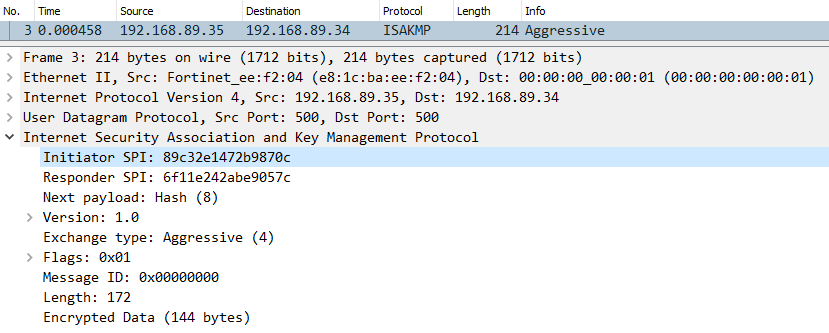 No. Time Source Destination Protocol Length Info
3 0.000458 192.168.89.35 192.168.89.34 ISAKMP 214 Aggressive
Frame 3: 214 bytes on wire (1712 bits), 214 bytes captured (1712 bits)
Ethernet II, Src: Fortinet_ee:f2:04 (e8:1c:ba:ee:f2:04), Dst: 00:00:00_00:00:01 (00:00:00:00:00:01)
Internet Protocol Version 4, Src: 192.168.89.35, Dst: 192.168.89.34
User Datagram Protocol, Src Port: 500, Dst Port: 500
Internet Security Association and Key Management Protocol
Initiator SPI: 89c32e1472b9870c
Responder SPI: 6f11e242abe9057c
Next payload: Hash (8)
Version: 1.0
Exchange type: Aggressive (4)
Flags: 0x01
Message ID: 0x00000000
Length: 172
Encrypted Data (144 bytes)